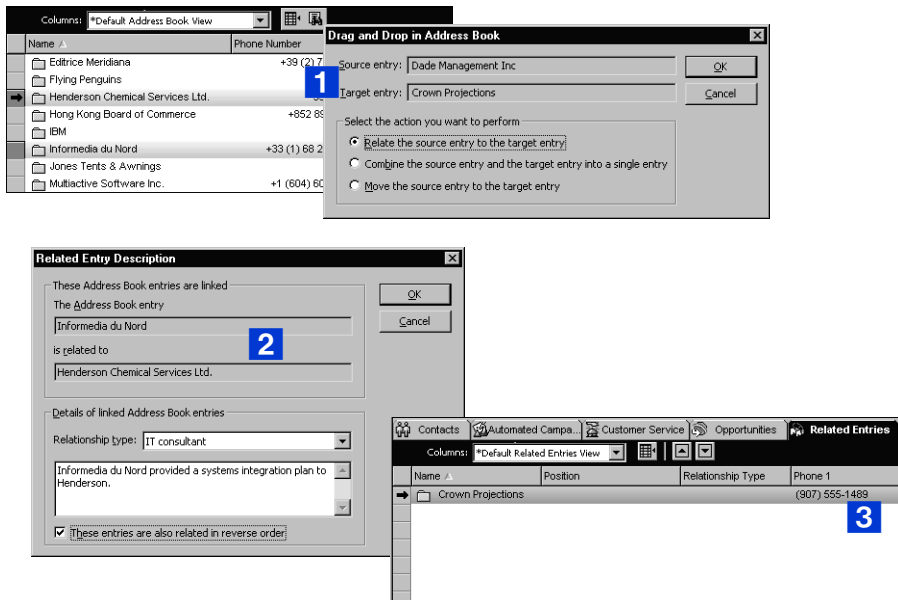 Columns: *Default Address Book View
Name Phone Number
Editrice Meridiana +39 (2) 7
Flying Penguins
Henderson Chemical Services Ltd.
Hong Kong Board of Commerce +852 89
IBM
Informedia du Nord +33 (1) 68 2
Jones Tents & Awnings
Multiactive Software Inc. +1 (604) 60
1
Drag and Drop in Address Book
Source entry: Dade Management Inc OK
Target entry: Crown Projections Cancel
Select the action you want to perform
Relate the source entry to the target entry
Combine the source entry and the target entry into a single entry
Move the source entry to the target entry
Related Entry Description
These Address Book entries are linked
OK
The Address Book entry
Informedia du Nord
Cancel
is related to
2
Henderson Chemical Services Ltd.
Details of linked Address Book entries
Relationship type: IT consultant
Informedia du Nord provided a systems integration plan to
Henderson.
These entries are also related in reverse order
Contacts Automated Campa... Customer Service Opportunities Related Entries
Columns: *Default Related Entries View
Name Position Relationship Type Phone 1
Crown Projections (907) 555-1489
3